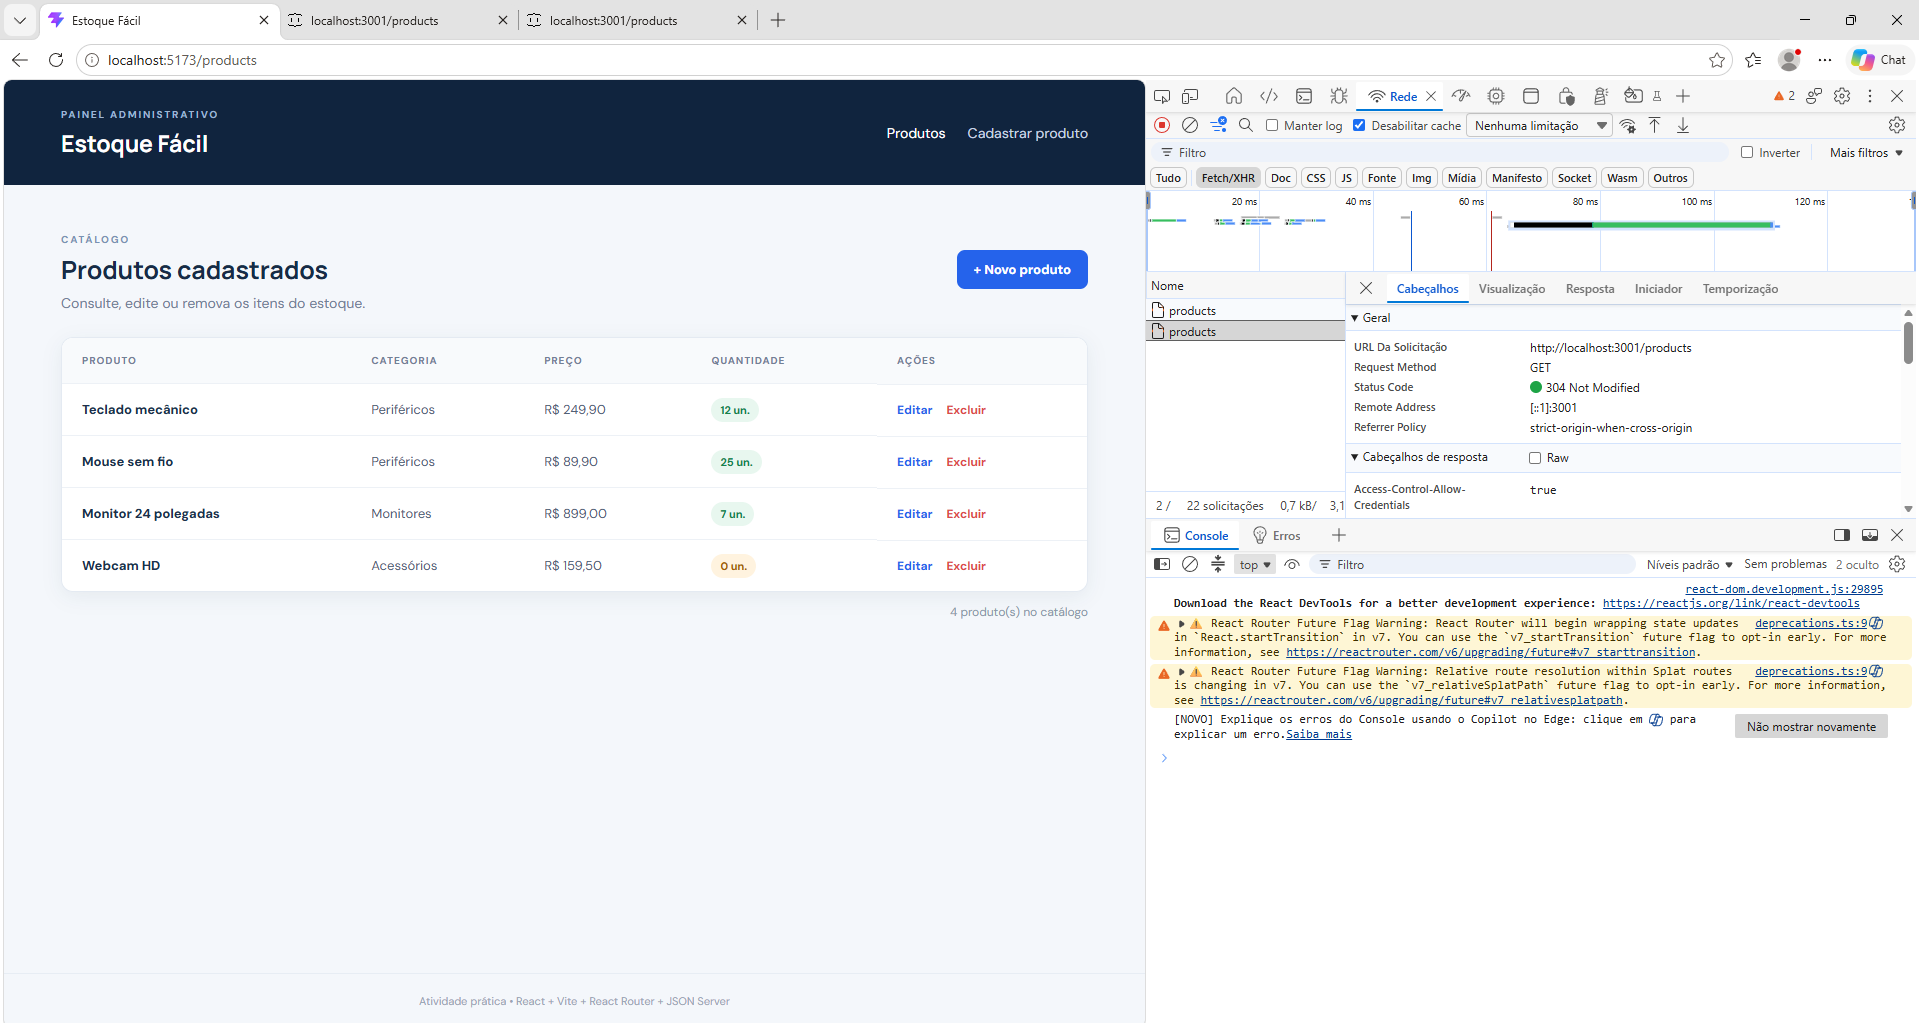 Estoque Fácil
localhost:3001/products
localhost:3001/products
localhost:5173/products
Chat
PAINEL ADMINISTRATIVO
Estoque Fácil
Produtos
Cadastrar produto
CATÁLOGO
Produtos cadastrados
Consulte, edite ou remova os itens do estoque.
+ Novo produto
PRODUTO CATEGORIA PREÇO QUANTIDADE AÇÕES
Teclado mecânico Periféricos R$ 249,90 12 un. Editar Excluir
Mouse sem fio Periféricos R$ 89,90 25 un. Editar Excluir
Monitor 24 polegadas Monitores R$ 899,00 7 un. Editar Excluir
Webcam HD Acessórios R$ 159,50 0 un. Editar Excluir
4 produto(s) no catálogo
Atividade prática • React + Vite + React Router + JSON Server
Rede
2
Manter log Desabilitar cache Nenhuma limitação
Filtro
Inverter Mais filtros
Tudo Fetch/XHR Doc CSS JS Fonte Img Mídia Manifesto Socket Wasm Outros
20 ms 40 ms 60 ms 80 ms 100 ms 120 ms
Nome
products
products
2 / 22 solicitações 0,7 kB/ 3,1
Cabeçalhos Visualização Resposta Iniciador Temporização
Geral
URL Da Solicitação http://localhost:3001/products
Request Method GET
Status Code 304 Not Modified
Remote Address [::1]:3001
Referrer Policy strict-origin-when-cross-origin
Cabeçalhos de resposta Raw
Access-Control-Allow- true
Credentials
Console Erros
top Filtro Níveis padrão Sem problemas 2 oculto
react-dom.development.js:29895
Download the React DevTools for a better development experience: https://reactjs.org/link/react-devtools
React Router Future Flag Warning: React Router will begin wrapping state updates deprecations.ts:9
in `React.startTransition` in v7. You can use the `v7_startTransition` future flag to opt-in early. For more
information, see https://reactrouter.com/v6/upgrading/future#v7_starttransition.
React Router Future Flag Warning: Relative route resolution within Splat routes deprecations.ts:9
is changing in v7. You can use the `v7_relativeSplatPath` future flag to opt-in early. For more information,
see https://reactrouter.com/v6/upgrading/future#v7_relativesplatpath.
[NOVO] Explique os erros do Console usando o Copilot no Edge: clique em para
explicar um erro.Saiba mais
Não mostrar novamente